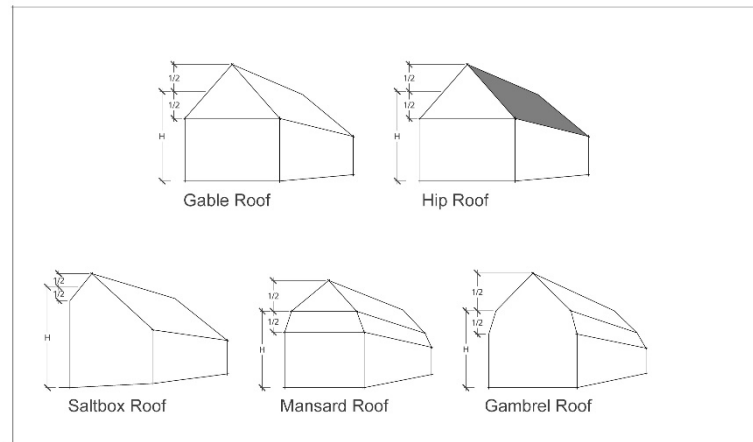 1/2
1/2
H
Gable Roof
1/2
1/2
H
Hip Roof
1/2
1/2
H
Saltbox Roof
1/2
1/2
H
Mansard Roof
1/2
1/2
H
Gambrel Roof